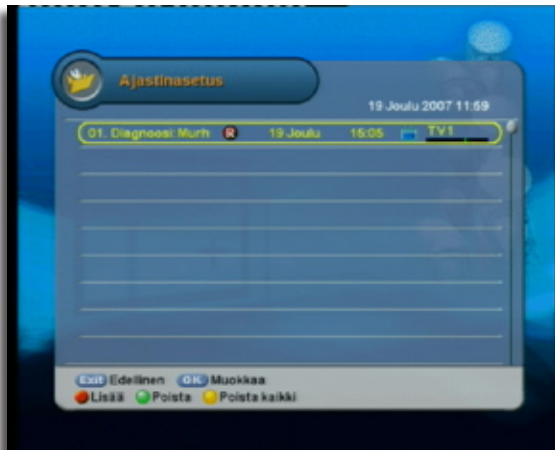 Ajastinasetus
19 Joulu 2007 11:59
01. Diagnoosi: Murh R 19 Joulu 15:05 TV1
Exit Edellinen OK Muokkaa
Lisää Poista Poista kaikki